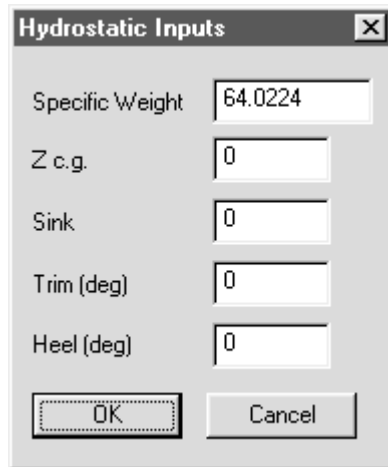 Hydrostatic Inputs
Specific Weight 64.0224
Z c.g. 0
Sink 0
Trim (deg) 0
Heel (deg) 0
OK Cancel